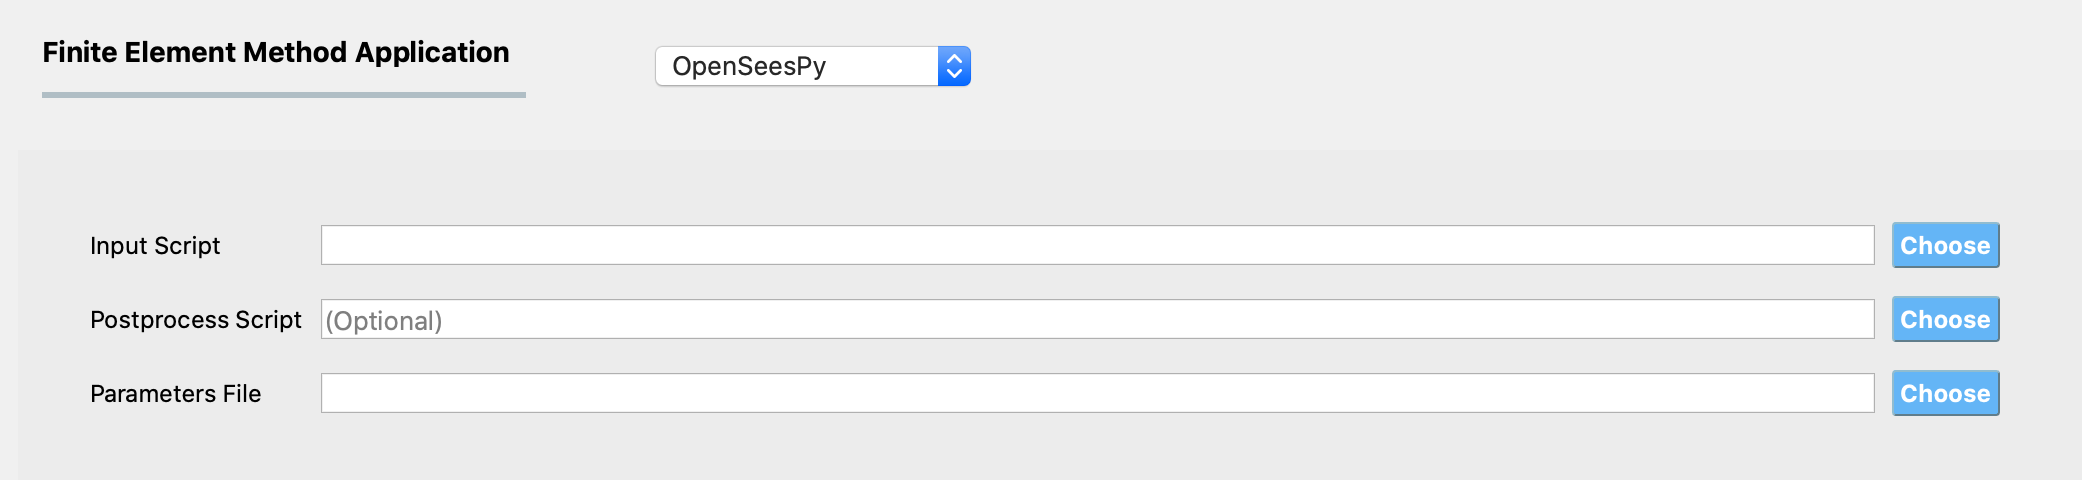 Finite Element Method Application
OpenSeesPy
Input Script
Choose
Postprocess Script
(Optional)
Choose
Parameters File
Choose